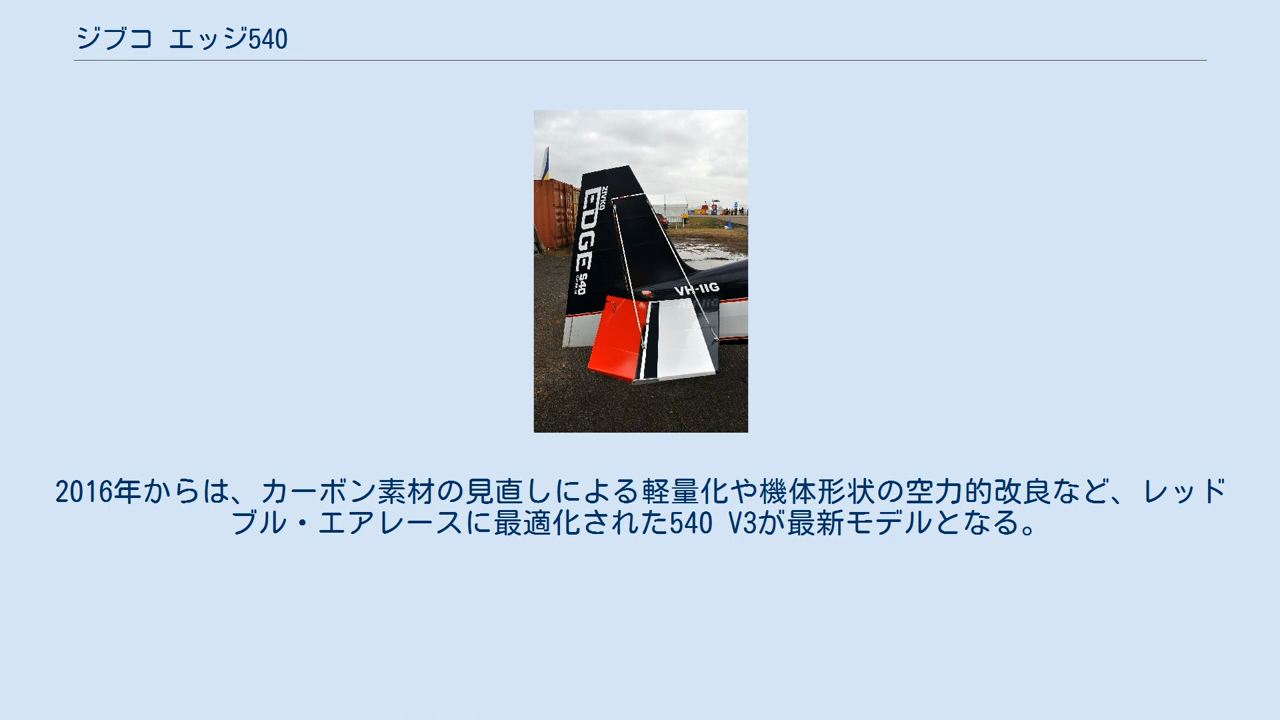 ジブコ エッジ540
ZIVKO
EDGE
540
VH-IIG
2016年からは、カーボン素材の見直しによる軽量化や機体形状の空力的改良など、レッド
ブル・エアレースに最適化された540 V3が最新モデルとなる。